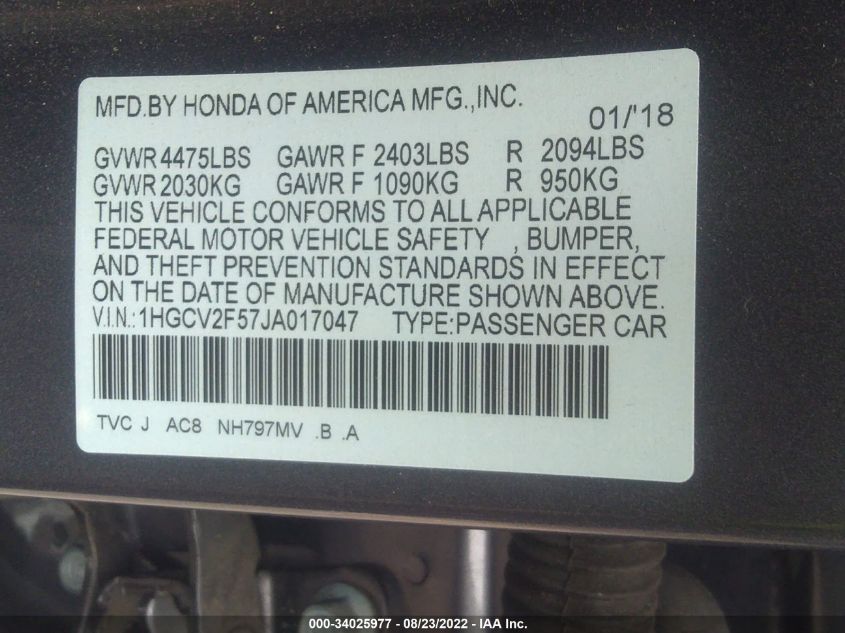 MFD.BY HONDA OF AMERICA MFG.,INC.
01/'18
GVWR 4475LBS GAWR F 2403LBS R 2094LBS
GVWR 2030KG GAWR F 1090KG R 950KG
THIS VEHICLE CONFORMS TO ALL APPLICABLE
FEDERAL MOTOR VEHICLE SAFETY , BUMPER,
AND THEFT PREVENTION STANDARDS IN EFFECT
ON THE DATE OF MANUFACTURE SHOWN ABOVE.
V.I.N.:1HGCV2F57JA017047 TYPE:PASSENGER CAR
TVC J AC8 NH797MV .B .A
000-34025977 - 08/23/2022 - IAA Inc.